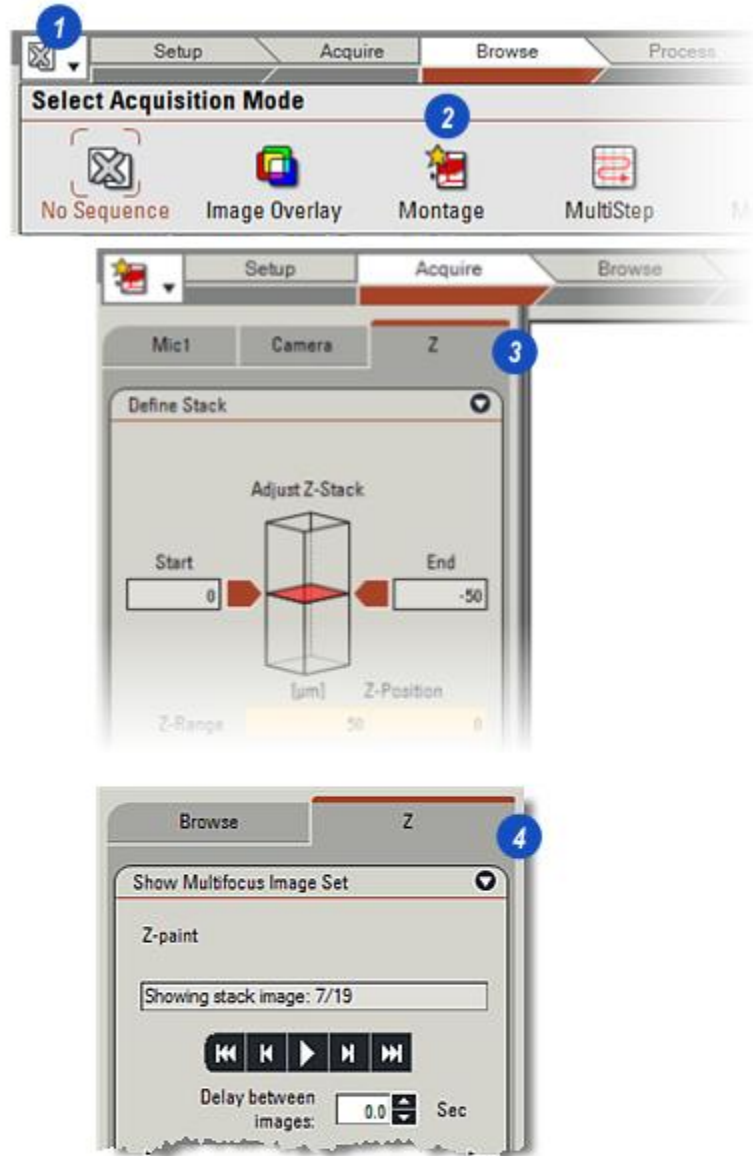 1
Setup Acquire Browse Process
Select Acquisition Mode
2
No Sequence Image Overlay Montage MultiStep M
Setup Acquire Browse
Mic1 Camera Z 3
Define Stack
Adjust Z-Stack
Start End
0 -50
[µm] Z-Position
Z-Range 50 0
Browse Z 4
Show Multifocus Image Set
Z-paint
Showing stack image: 7/19
Delay between
images: 0.0 Sec